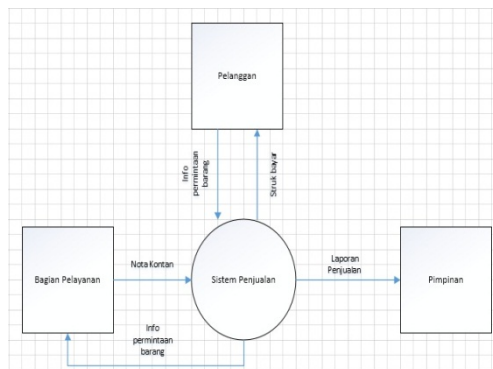 Pelanggan
Info
permintaan
barang
Struk bayar
Bagian Pelayanan
Nota Kontan
Sistem Penjualan
Laporan
Penjualan
Pimpinan
Info
permintaan
barang